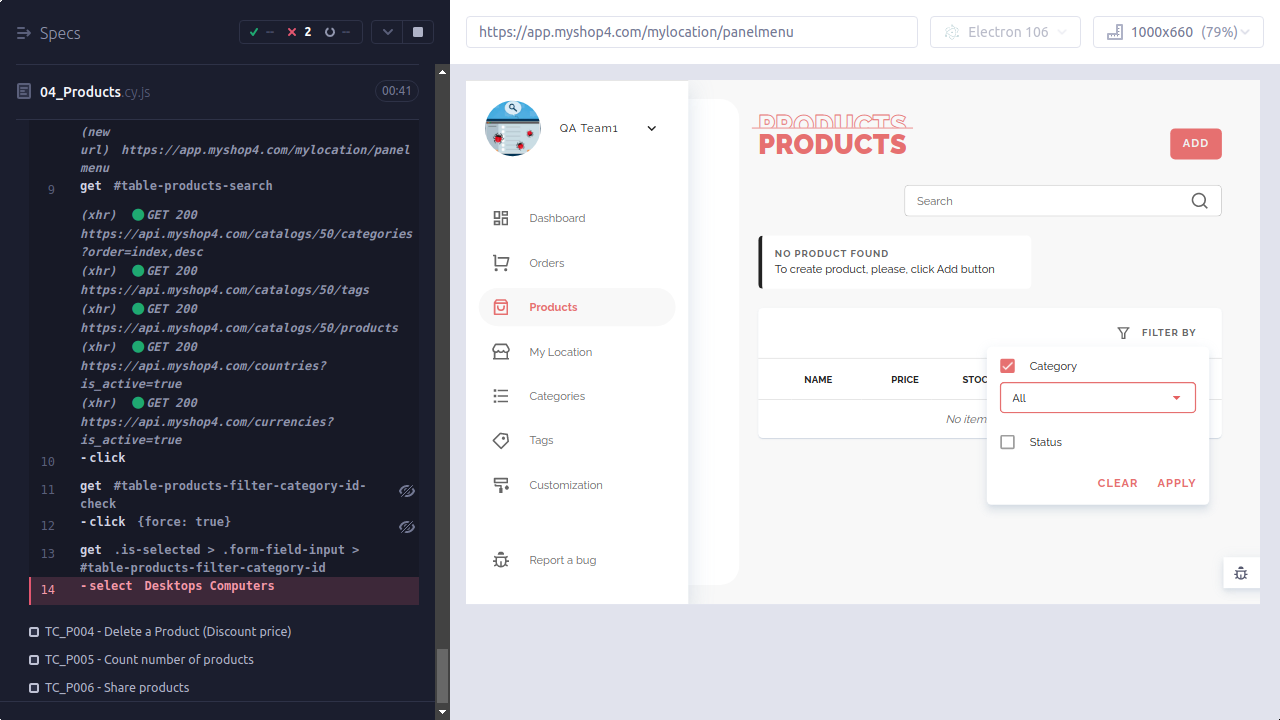 Specs
-- 2 --
04_Products.cy.js
00:41
(new
url) https://app.myshop4.com/mylocation/panel
menu
9 get #table-products-search
(xhr) GET 200
https://api.myshop4.com/catalogs/50/categories
?order=index,desc
(xhr) GET 200
https://api.myshop4.com/catalogs/50/tags
(xhr) GET 200
https://api.myshop4.com/catalogs/50/products
(xhr) GET 200
https://api.myshop4.com/countries?
is_active=true
(xhr) GET 200
https://api.myshop4.com/currencies?
is_active=true
10 -click
11 get #table-products-filter-category-id-
check
12 -click {force: true}
13 get .is-selected > .form-field-input >
#table-products-filter-category-id
14 -select Desktops Computers
TC_P004 - Delete a Product (Discount price)
TC_P005 - Count number of products
TC_P006 - Share products
https://app.myshop4.com/mylocation/panelmenu
Electron 106
1000x660 (79%)
QA Team1
Dashboard
Orders
Products
My Location
Categories
Tags
Customization
Report a bug
PRODUCTS
PRODUCTS
ADD
Search
NO PRODUCT FOUND
To create product, please, click Add button
FILTER BY
NAME PRICE STOC
No item
Category
All
Status
CLEAR APPLY